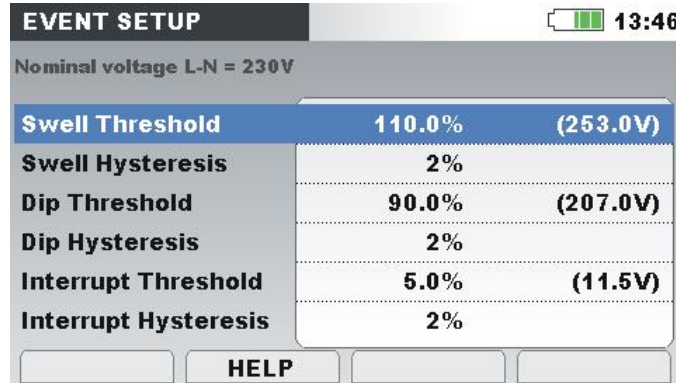 EVENT SETUP 13:46
Nominal voltage L-N = 230V
Swell Threshold 110.0% (253.0V)
Swell Hysteresis 2%
Dip Threshold 90.0% (207.0V)
Dip Hysteresis 2%
Interrupt Threshold 5.0% (11.5V)
Interrupt Hysteresis 2%
HELP